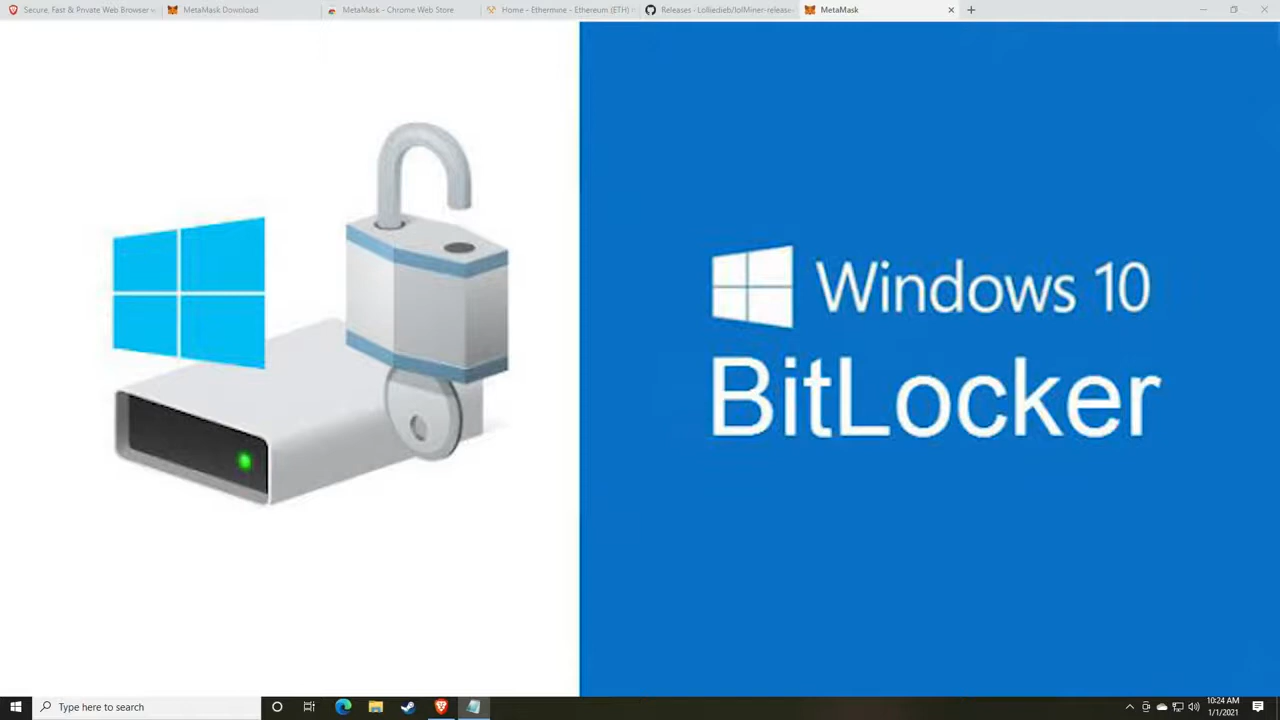 Secure, Fast & Private Web Browser
MetaMask Download
MetaMask - Chrome Web Store
Home - Ethermine - Ethereum (ETH)
Releases · Lolliedieb/lolMiner-release
MetaMask
Windows 10
BitLocker
Type here to search
10:24 AM
1/1/2021